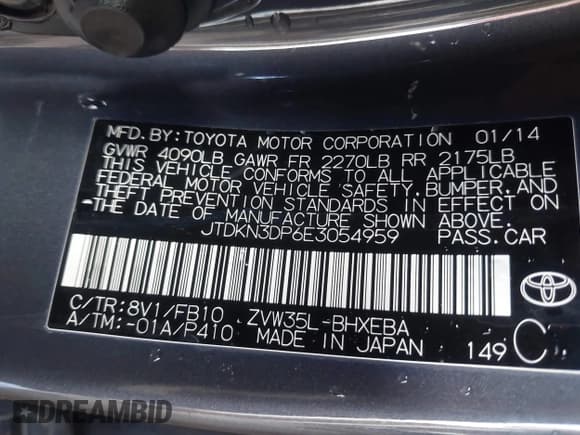 MFD. BY: TOYOTA MOTOR CORPORATION 01/14
GVWR 4090LB GAWR FR 2270LB RR 2175LB
THIS VEHICLE CONFORMS TO ALL APPLICABLE
FEDERAL MOTOR VEHICLE SAFETY, BUMPER, AND
THEFT PREVENTION STANDARDS IN EFFECT ON
THE DATE OF MANUFACTURE SHOWN ABOVE.
JTDKN3DP6E3054959 PASS. CAR
C/TR: 8V1/FB10 ZVW35L-BHXEBA
A/TM: -01A/P410 MADE IN JAPAN 149 C
DREAMBID